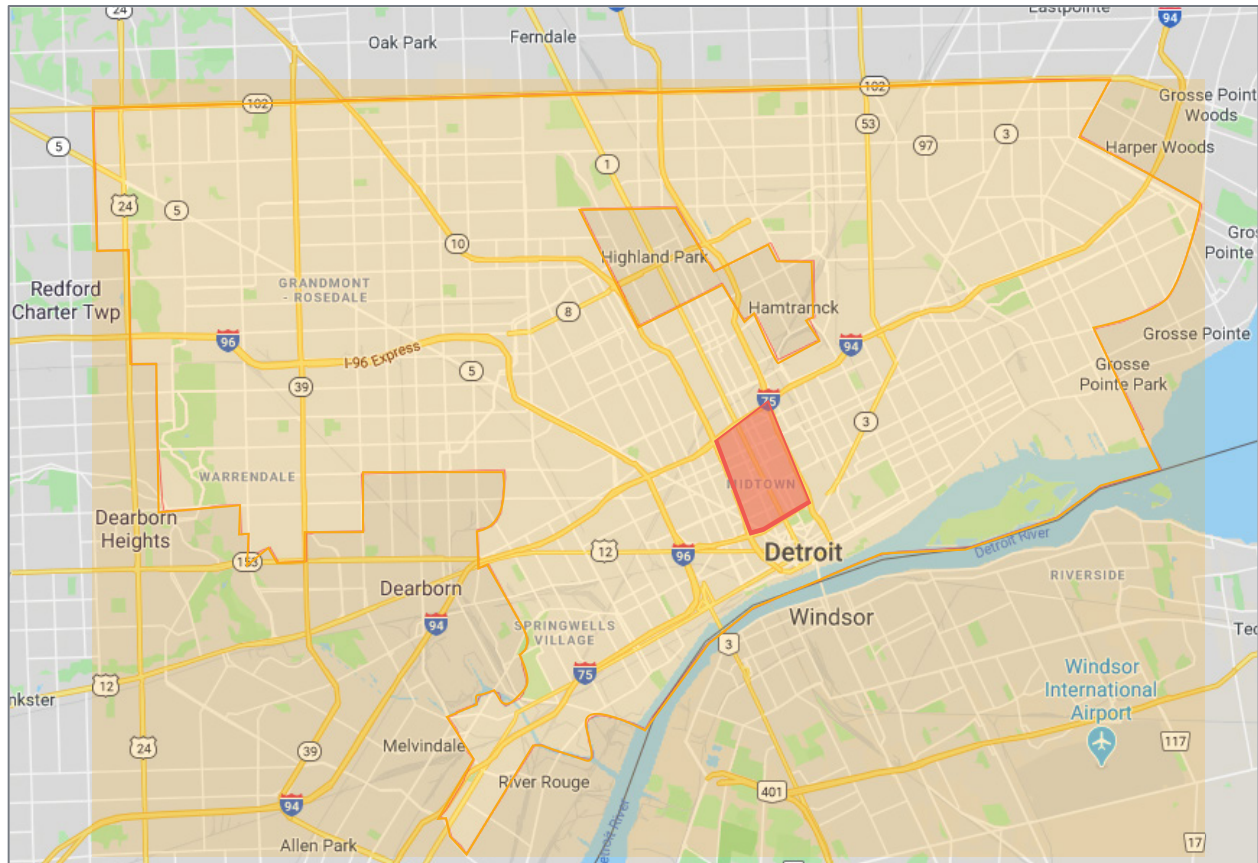 24
Eastpointe
94
Oak Park
Ferndale
102
102
Grosse Point
Woods
53
3
97
5
Harper Woods
1
24
5
10
Gros
Pointe
Highland Park
GRANDMONT
- ROSEDALE
Redford
Charter Twp
8
Hamtramck
Grosse Pointe
96
I-96 Express
94
5
39
Grosse
Pointe Park
75
3
WARRENDALE
MIDTOWN
Dearborn
Heights
12
96
Detroit
Detroit River
153
Dearborn
RIVERSIDE
94
SPRINGWELLS
VILLAGE
Windsor
Tec
3
75
Windsor
International
Airport
12
nkster
24
39
Melvindale
117
River Rouge
401
94
Detroit River
Allen Park
17